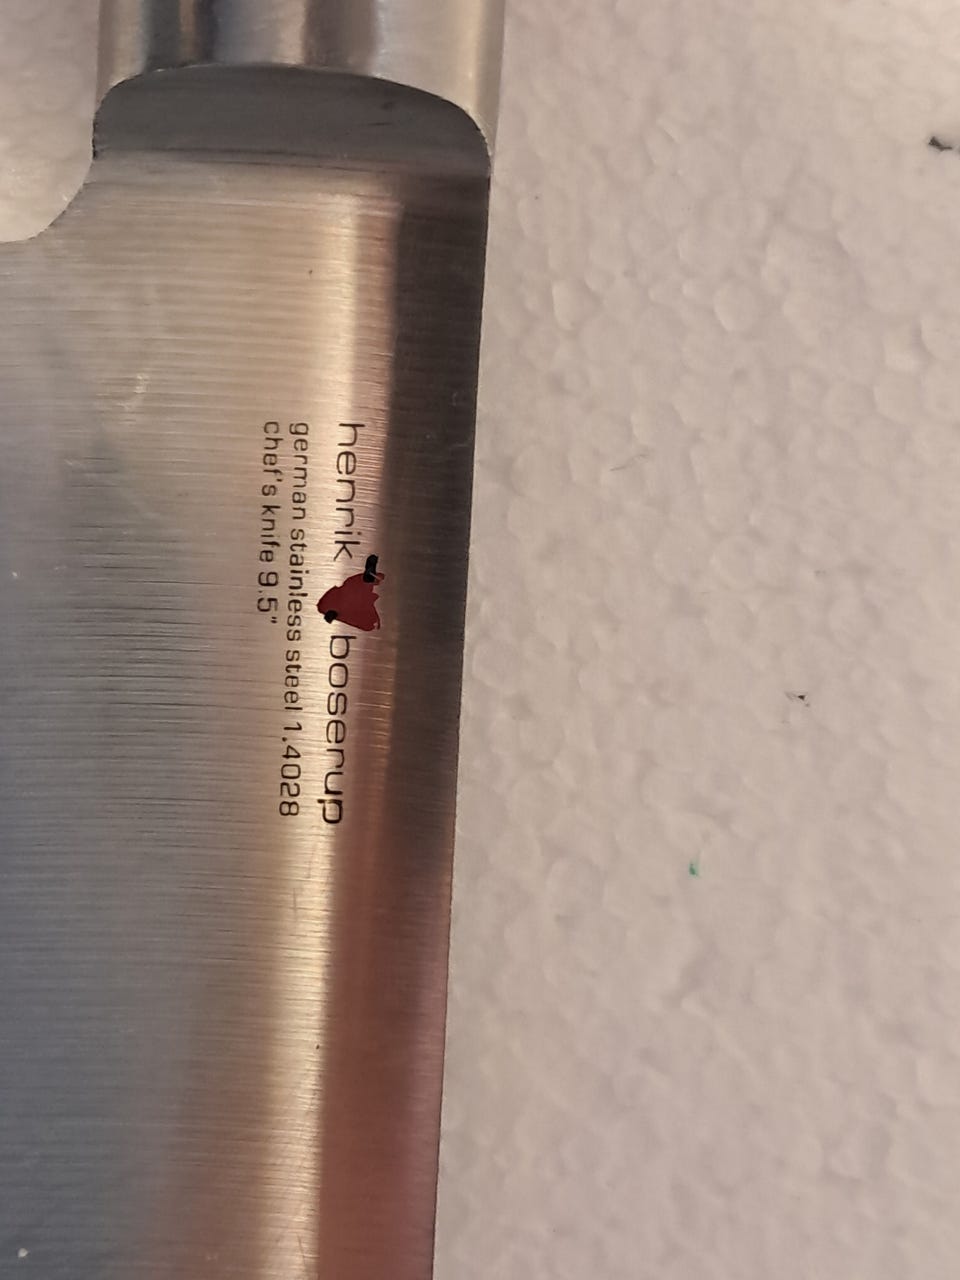 henrik boserup
german stainless steel 1.4028
chef's knife 9.5"